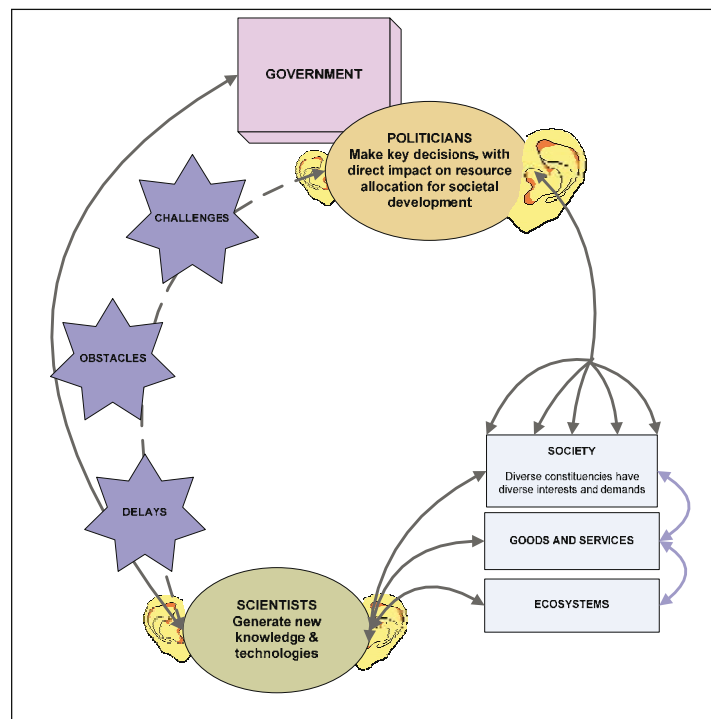 GOVERNMENT
POLITICIANS
Make key decisions, with
direct impact on resource
allocation for societal
development
CHALLENGES
OBSTACLES
DELAYS
SOCIETY
Diverse constituencies have
diverse interests and demands
GOODS AND SERVICES
ECOSYSTEMS
SCIENTISTS
Generate new
knowledge &
technologies